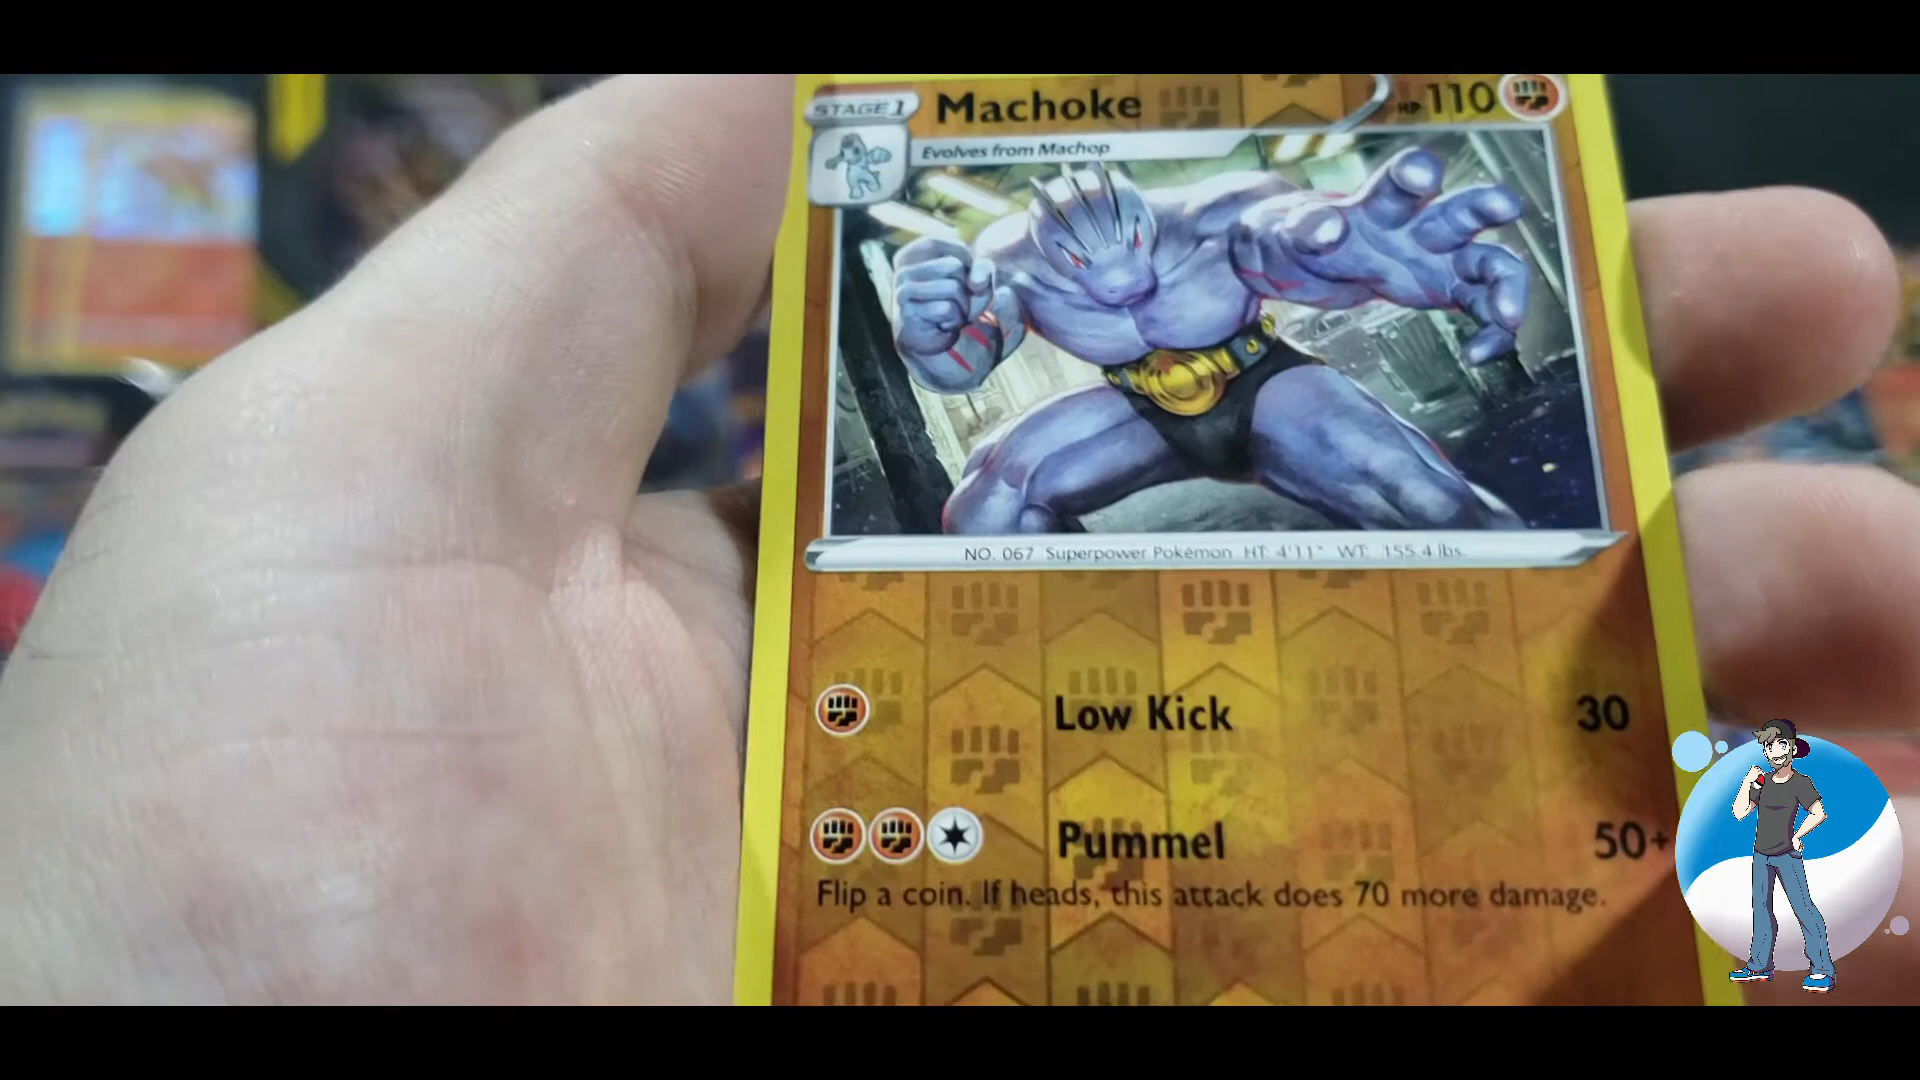 STAGE 1 Machoke HP 110
Evolves from Machop
NO. 067 Superpower Pokémon HT: 4'11" WT: 155.4 lbs.
Low Kick 30
Pummel 50+
Flip a coin. If heads, this attack does 70 more damage.